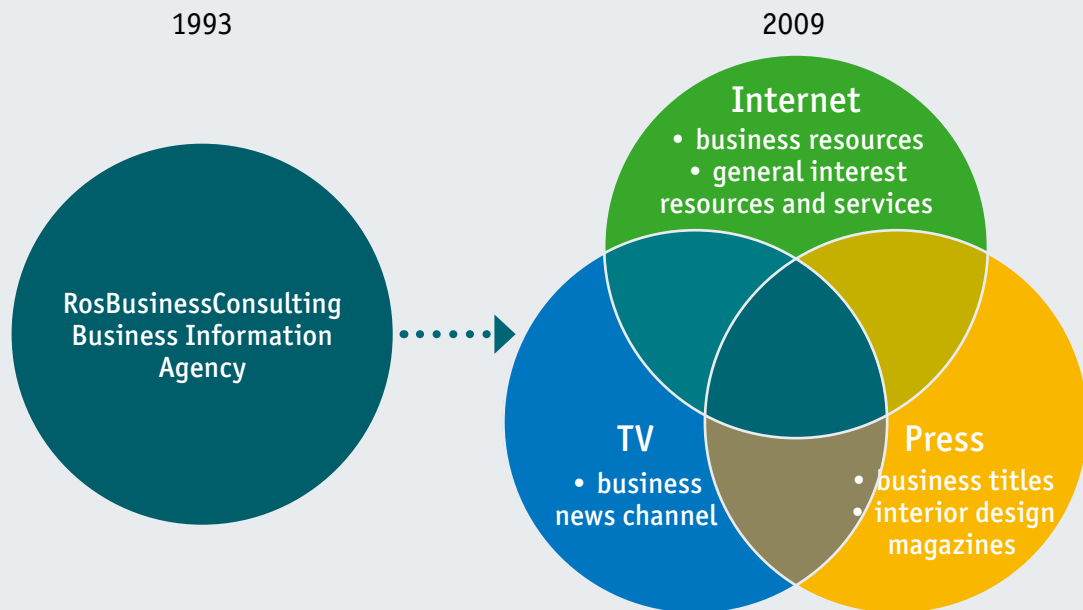 1993
2009
RosBusinessConsulting
Business Information
Agency
Internet
• business resources
• general interest
resources and services
TV
• business
news channel
Press
• business titles
• interior design
magazines